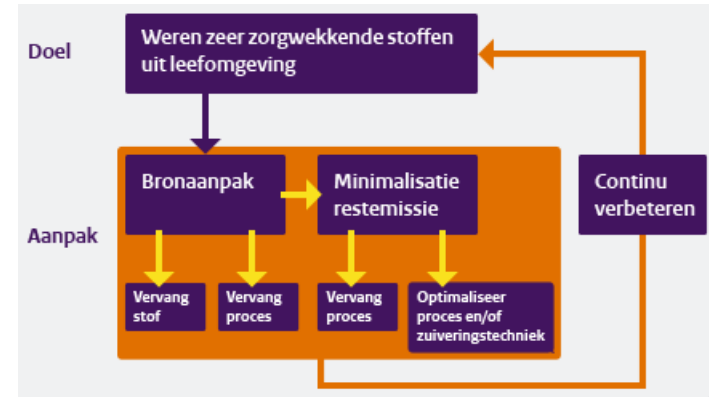 Doel
Weren zeer zorgwekkende stoffen
uit leefomgeving
Aanpak
Bronaanpak
Minimalisatie
restemissie
Continu
verbeteren
Vervang
stof
Vervang
proces
Vervang
proces
Optimaliseer
proces en/of
zuiveringstechniek